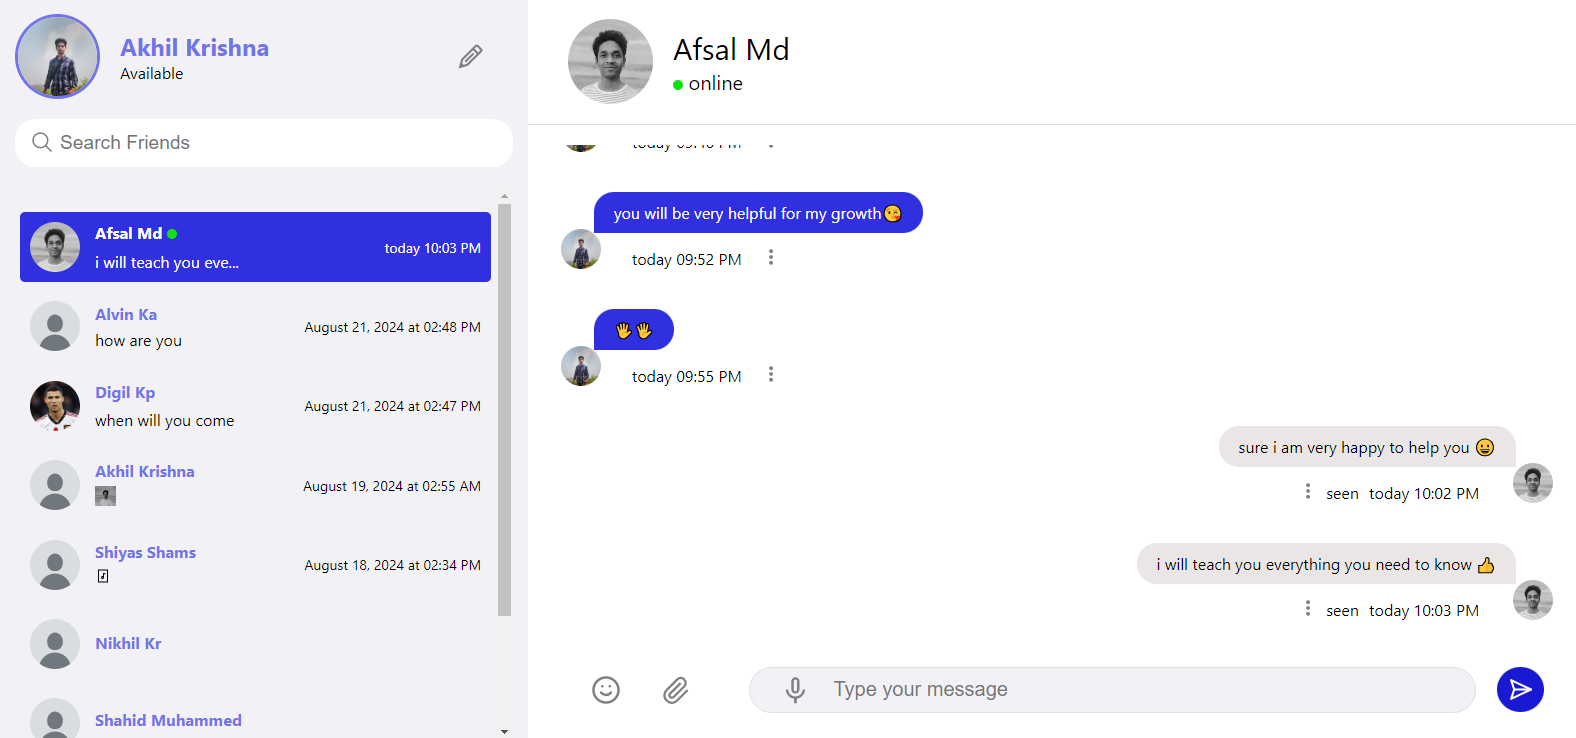 Akhil Krishna
Available
Search Friends
Afsal Md
i will teach you eve...
today 10:03 PM
Alvin Ka
how are you
August 21, 2024 at 02:48 PM
Digil Kp
when will you come
August 21, 2024 at 02:47 PM
Akhil Krishna
August 19, 2024 at 02:55 AM
Shiyas Shams
August 18, 2024 at 02:34 PM
Nikhil Kr
Shahid Muhammed
Afsal Md
online
today
you will be very helpful for my growth😘
today 09:52 PM
🖐🖐
today 09:55 PM
sure i am very happy to help you 😀
seen today 10:02 PM
i will teach you everything you need to know 👍
seen today 10:03 PM
Type your message